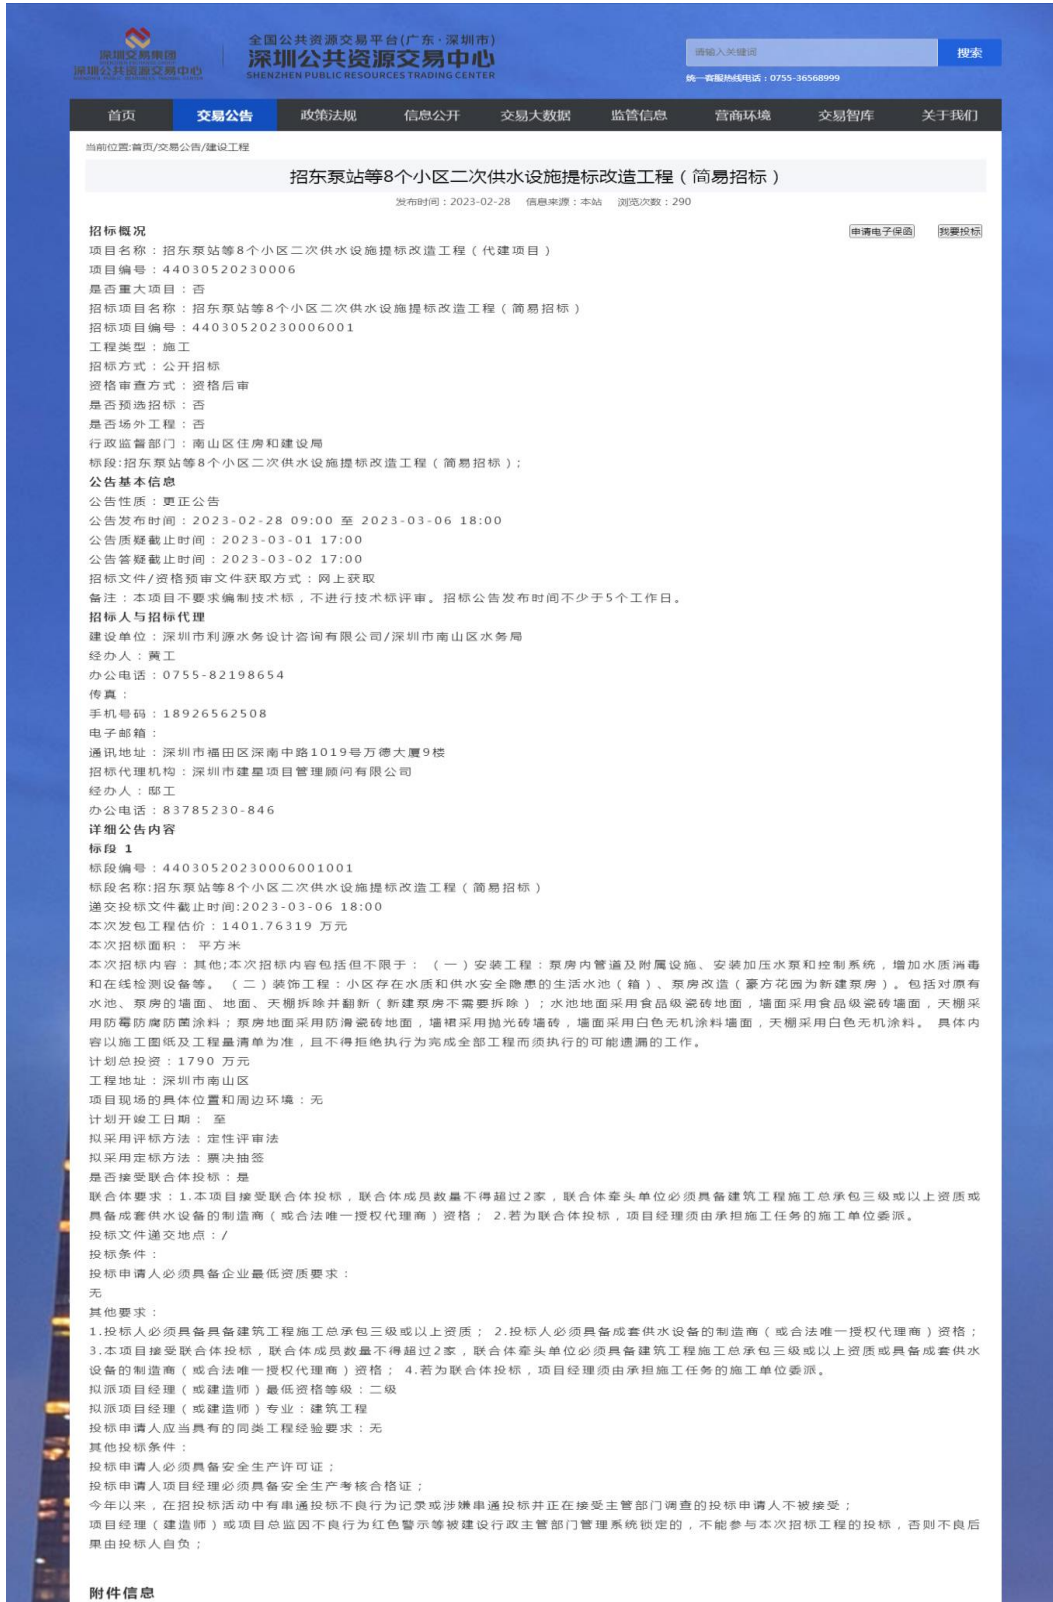 深圳交易集团
深圳公共资源交易中心
SHENZHEN PUBLIC RESOURCES TRADING CENTER
全国公共资源交易平台(广东·深圳市)
深圳公共资源交易中心
SHENZHEN PUBLIC RESOURCES TRADING CENTER
请输入关键词
搜索
统一客服热线电话：0755-36568999
首页 交易公告 政策法规 信息公开 交易大数据 监管信息 营商环境 交易智库 关于我们
当前位置:首页/交易公告/建设工程
招东泵站等8个小区二次供水设施提标改造工程（简易招标）
发布时间：2023-02-28 信息来源：本站 浏览次数：290
招标概况
申请电子保函 我要投标
项目名称：招东泵站等8个小区二次供水设施提标改造工程（代建项目）
项目编号：44030520230006
是否重大项目：否
招标项目名称：招东泵站等8个小区二次供水设施提标改造工程（简易招标）
招标项目编号：44030520230006001
工程类型：施工
招标方式：公开招标
资格审查方式：资格后审
是否预选招标：否
是否场外工程：否
行政监督部门：南山区住房和建设局
标段:招东泵站等8个小区二次供水设施提标改造工程（简易招标）;
公告基本信息
公告性质：更正公告
公告发布时间：2023-02-28 09:00 至 2023-03-06 18:00
公告质疑截止时间：2023-03-01 17:00
公告答疑截止时间：2023-03-02 17:00
招标文件/资格预审文件获取方式：网上获取
备注：本项目不要求编制技术标，不进行技术标评审。招标公告发布时间不少于5个工作日。
招标人与招标代理
建设单位：深圳市利源水务设计咨询有限公司/深圳市南山区水务局
经办人：黄工
办公电话：0755-82198654
传真：
手机号码：18926562508
电子邮箱：
通讯地址：深圳市福田区深南中路1019号万德大厦9楼
招标代理机构：深圳市建星项目管理顾问有限公司
经办人：邸工
办公电话：83785230-846
详细公告内容
标段 1
标段编号：44030520230006001001
标段名称:招东泵站等8个小区二次供水设施提标改造工程（简易招标）
递交投标文件截止时间:2023-03-06 18:00
本次发包工程估价：1401.76319 万元
本次招标面积： 平方米
本次招标内容：其他;本次招标内容包括但不限于：（一）安装工程：泵房内管道及附属设施、安装加压水泵和控制系统，增加水质消毒
和在线检测设备等。（二）装饰工程：小区存在水质和供水安全隐患的生活水池（箱）、泵房改造（豪方花园为新建泵房）。包括对原有
水池、泵房的墙面、地面、天棚拆除并翻新（新建泵房不需要拆除）；水池地面采用食品级瓷砖地面，墙面采用食品级瓷砖墙面，天棚采
用防霉防腐防菌涂料；泵房地面采用防滑瓷砖地面，墙裙采用抛光砖墙砖，墙面采用白色无机涂料墙面，天棚采用白色无机涂料。 具体内
容以施工图纸及工程量清单为准，且不得拒绝执行为完成全部工程而须执行的可能遗漏的工作。
计划总投资：1790 万元
工程地址：深圳市南山区
项目现场的具体位置和周边环境：无
计划开竣工日期： 至
拟采用评标方法：定性评审法
拟采用定标方法：票决抽签
是否接受联合体投标：是
联合体要求：1.本项目接受联合体投标，联合体成员数量不得超过2家，联合体牵头单位必须具备建筑工程施工总承包三级或以上资质或
具备成套供水设备的制造商（或合法唯一授权代理商）资格； 2.若为联合体投标，项目经理须由承担施工任务的施工单位委派。
投标文件递交地点：/
投标条件：
投标申请人必须具备企业最低资质要求：
无
其他要求：
1.投标人必须具备具备建筑工程施工总承包三级或以上资质； 2.投标人必须具备成套供水设备的制造商（或合法唯一授权代理商）资格；
3.本项目接受联合体投标，联合体成员数量不得超过2家，联合体牵头单位必须具备建筑工程施工总承包三级或以上资质或具备成套供水
设备的制造商（或合法唯一授权代理商）资格； 4.若为联合体投标，项目经理须由承担施工任务的施工单位委派。
拟派项目经理（或建造师）最低资格等级：二级
拟派项目经理（或建造师）专业：建筑工程
投标申请人应当具有的同类工程经验要求：无
其他投标条件：
投标申请人必须具备安全生产许可证；
投标申请人项目经理必须具备安全生产考核合格证；
今年以来，在招投标活动中有串通投标不良行为记录或涉嫌串通投标并正在接受主管部门调查的投标申请人不被接受；
项目经理（建造师）或项目总监因不良行为红色警示等被建设行政主管部门管理系统锁定的，不能参与本次招标工程的投标，否则不良后
果由投标人自负；
附件信息